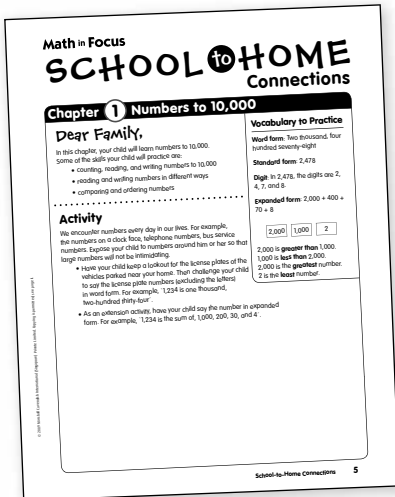 Math in Focus
SCHOOL to HOME
Connections
Chapter 1 Numbers to 10,000
Dear Family,
In this chapter, your child will learn numbers to 10,000.
Some of the skills your child will practice are:
• counting, reading, and writing numbers to 10,000
• reading and writing numbers in different ways
• comparing and ordering numbers
Activity
We encounter numbers every day in our lives. For example,
the numbers on a clock face, telephone numbers, bus service
numbers. Expose your child to numbers around him or her so that
large numbers will not be intimidating.
• Have your child keep a lookout for the license plates of the
vehicles parked near your home. Then challenge your child
to say the license plate numbers (excluding the letters)
in word form. For example, '1,234 is one thousand,
two-hundred thirty-four'.
• As an extension activity, have your child say the number in expanded
form. For example, '1,234 is the sum of, 1,000, 200, 30, and 4'.
Vocabulary to Practice
Word form: Two thousand, four
hundred seventy-eight
Standard form: 2,478
Digit: In 2,478, the digits are 2,
4, 7, and 8.
Expanded form: 2,000 + 400 +
70 + 8
2,000 1,000 2
2,000 is greater than 1,000.
1,000 is less than 2,000.
2,000 is the greatest number.
2 is the least number.
School-to-Home Connections 5